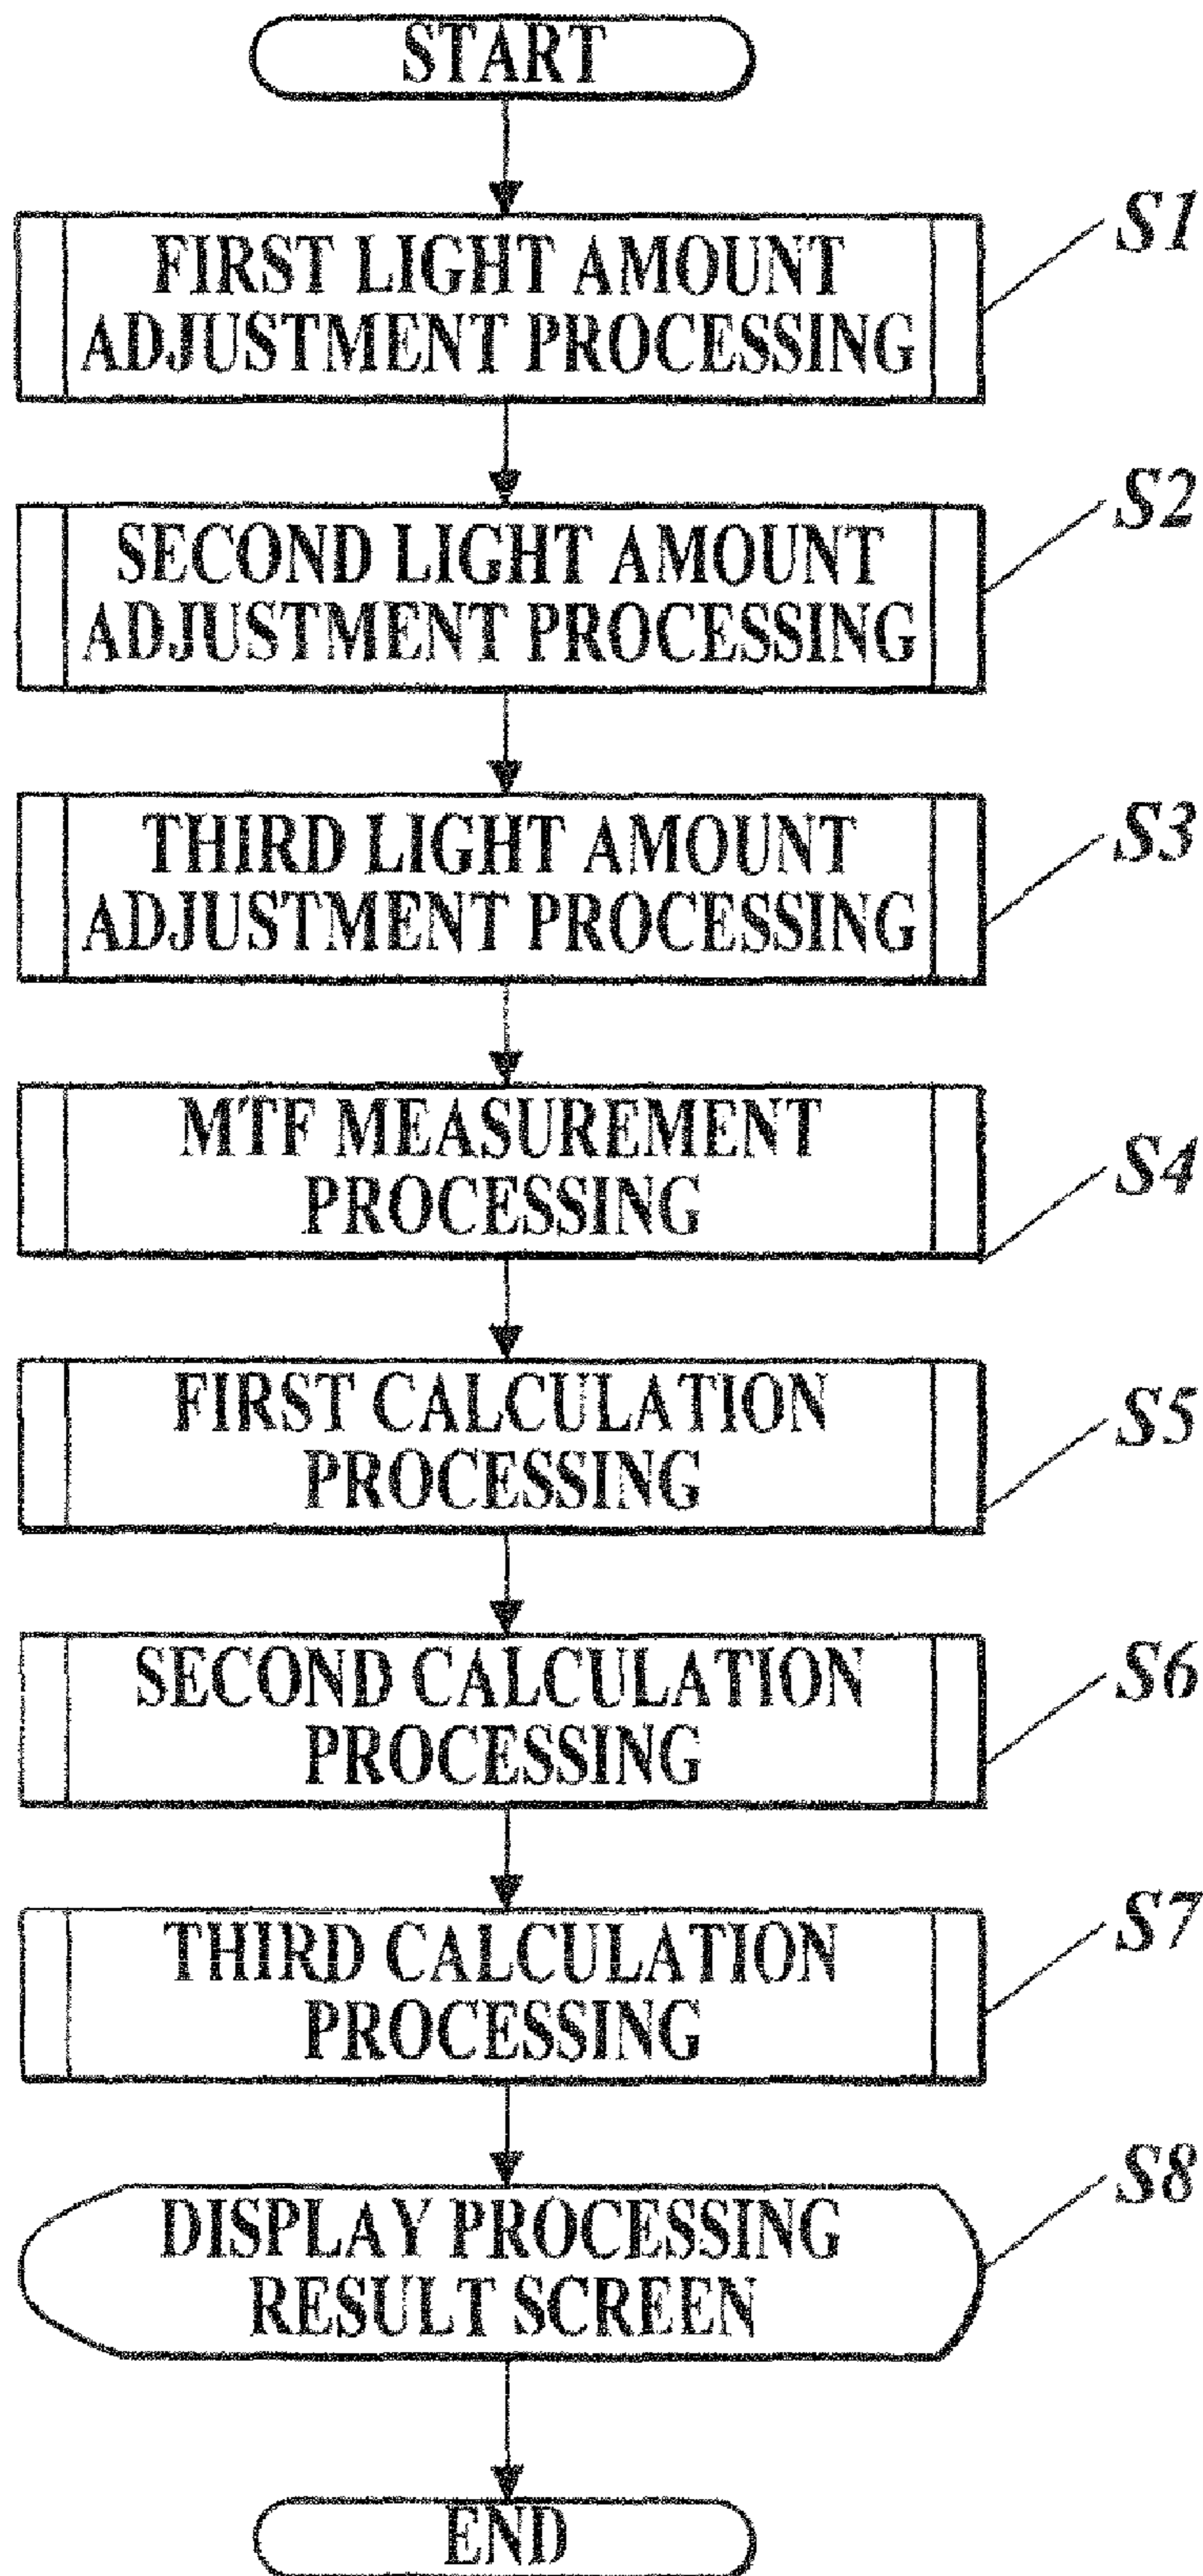 START
FIRST LIGHT AMOUNT
ADJUSTMENT PROCESSING
S1
SECOND LIGHT AMOUNT
ADJUSTMENT PROCESSING
S2
THIRD LIGHT AMOUNT
ADJUSTMENT PROCESSING
S3
MTF MEASUREMENT
PROCESSING
S4
FIRST CALCULATION
PROCESSING
S5
SECOND CALCULATION
PROCESSING
S6
THIRD CALCULATION
PROCESSING
S7
DISPLAY PROCESSING
RESULT SCREEN
S8
END